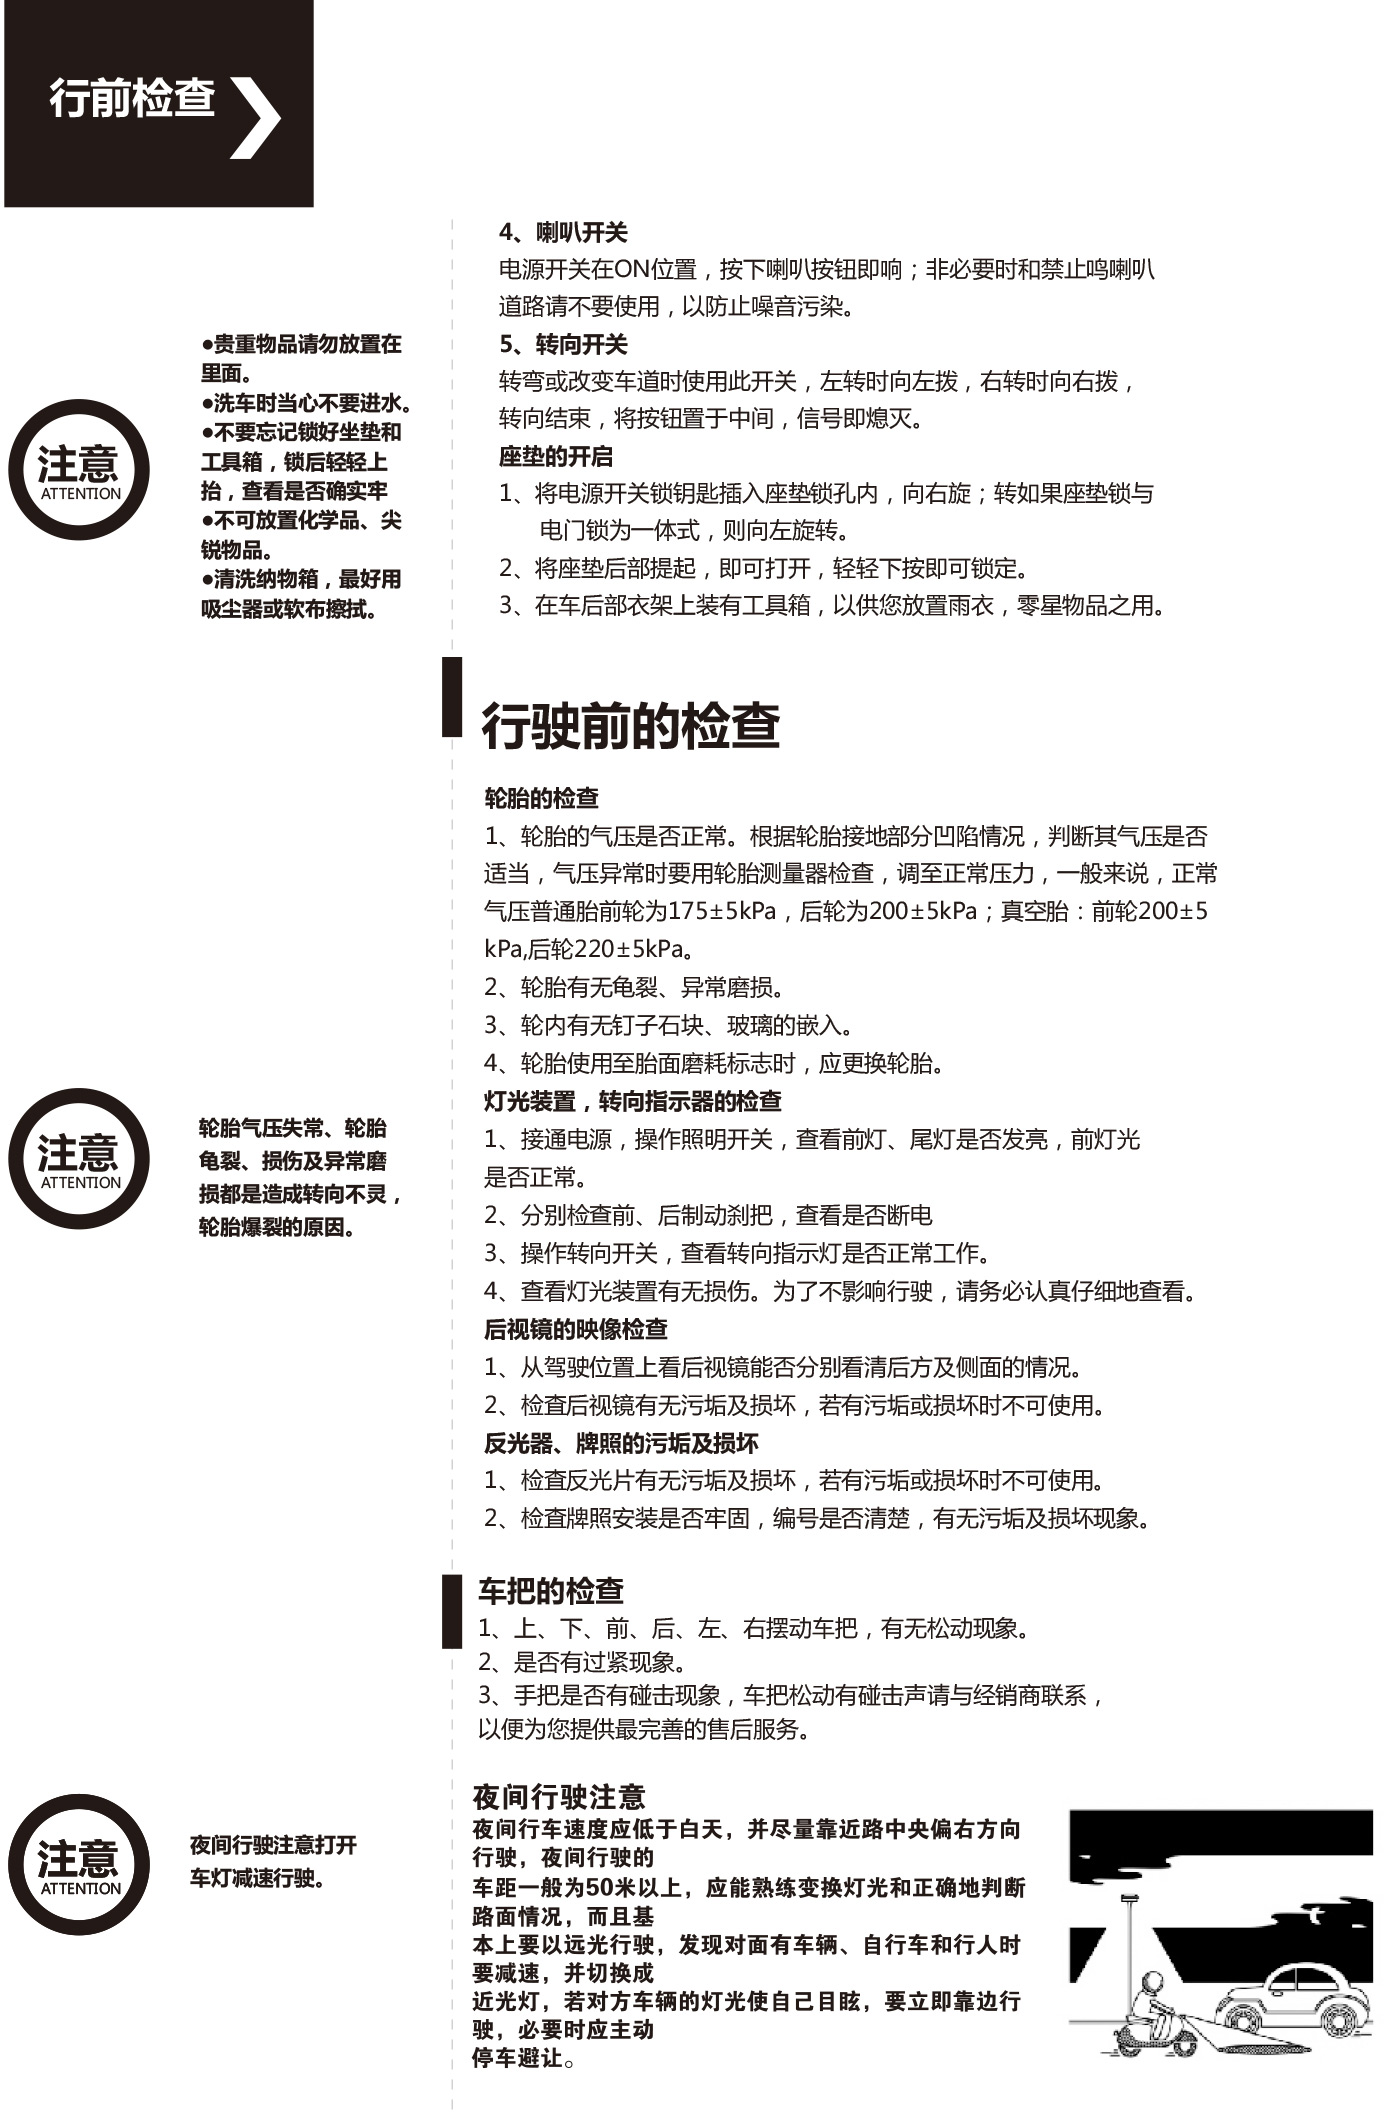 行前检查
4、喇叭开关
电源开关在ON位置，按下喇叭按钮即响；非必要时和禁止鸣喇叭
道路请不要使用，以防止噪音污染。
5、转向开关
转弯或改变车道时使用此开关，左转时向左拨，右转时向右拨，
转向结束，将按钮置于中间，信号即熄灭。
座垫的开启
1、将电源开关锁钥匙插入座垫锁孔内，向右旋；转如果座垫锁与
电门锁为一体式，则向左旋转。
2、将座垫后部提起，即可打开，轻轻下按即可锁定。
3、在车后部衣架上装有工具箱，以供您放置雨衣，零星物品之用。
注意
ATTENTION
●贵重物品请勿放置在
里面。
●洗车时当心不要进水。
●不要忘记锁好坐垫和
工具箱，锁后轻轻上
抬，查看是否确实牢
●不可放置化学品、尖
锐物品。
●清洗纳物箱，最好用
吸尘器或软布擦拭。
行驶前的检查
轮胎的检查
1、轮胎的气压是否正常。根据轮胎接地部分凹陷情况，判断其气压是否
适当，气压异常时要用轮胎测量器检查，调至正常压力，一般来说，正常
气压普通胎前轮为175±5kPa，后轮为200±5kPa；真空胎：前轮200±5
kPa,后轮220±5kPa。
2、轮胎有无龟裂、异常磨损。
3、轮内有无钉子石块、玻璃的嵌入。
4、轮胎使用至胎面磨耗标志时，应更换轮胎。
灯光装置，转向指示器的检查
1、接通电源，操作照明开关，查看前灯、尾灯是否发亮，前灯光
是否正常。
2、分别检查前、后制动刹把，查看是否断电
3、操作转向开关，查看转向指示灯是否正常工作。
4、查看灯光装置有无损伤。为了不影响行驶，请务必认真仔细地查看。
后视镜的映像检查
1、从驾驶位置上看后视镜能否分别看清后方及侧面的情况。
2、检查后视镜有无污垢及损坏，若有污垢或损坏时不可使用。
反光器、牌照的污垢及损坏
1、检查反光片有无污垢及损坏，若有污垢或损坏时不可使用。
2、检查牌照安装是否牢固，编号是否清楚，有无污垢及损坏现象。
注意
ATTENTION
轮胎气压失常、轮胎
龟裂、损伤及异常磨
损都是造成转向不灵，
轮胎爆裂的原因。
车把的检查
1、上、下、前、后、左、右摆动车把，有无松动现象。
2、是否有过紧现象。
3、手把是否有碰击现象，车把松动有碰击声请与经销商联系，
以便为您提供最完善的售后服务。
注意
ATTENTION
夜间行驶注意打开
车灯减速行驶。
夜间行驶注意
夜间行车速度应低于白天，并尽量靠近路中央偏右方向
行驶，夜间行驶的
车距一般为50米以上，应能熟练变换灯光和正确地判断
路面情况，而且基
本上要以远光行驶，发现对面有车辆、自行车和行人时
要减速，并切换成
近光灯，若对方车辆的灯光使自己目眩，要立即靠边行
驶，必要时应主动
停车避让。